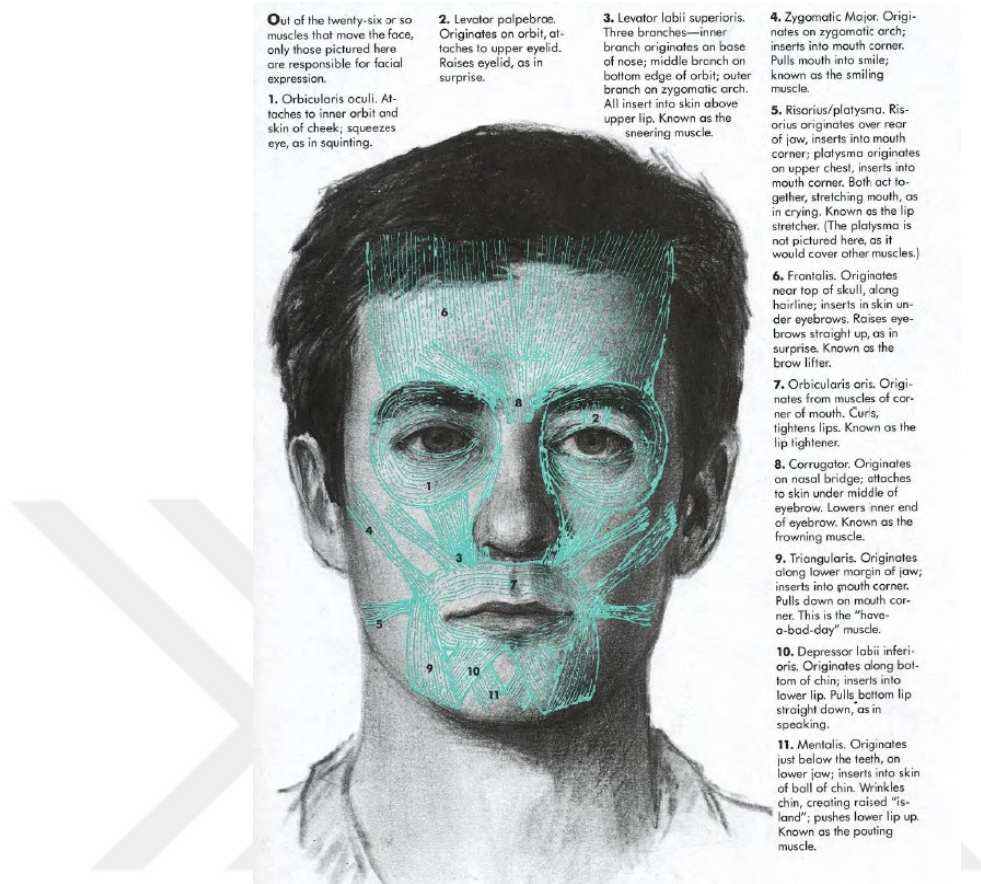 Out of the twenty-six or so
muscles that move the face,
only those pictured here
are responsible for facial
expression.
1. Orbicularis oculi. At-
taches to inner orbit and
skin of cheek; squeezes
eye, as in squinting.
2. Levator palpebrae.
Originates on orbit, at-
taches to upper eyelid.
Raises eyelid, as in
surprise.
3. Levator labii superioris.
Three branches—inner
branch originates on base
of nose; middle branch on
bottom edge of orbit; outer
branch on zygomatic arch.
All insert into skin above
upper lip. Known as the
sneering muscle.
4. Zygomatic Major. Origi-
nates on zygomatic arch;
inserts into mouth corner.
Pulls mouth into smile;
known as the smiling
muscle.
5. Risorius/platysma. Ris-
orius originates over rear
of jaw, inserts into mouth
corner; platysma originates
on upper chest, inserts into
mouth corner. Both act to-
gether, stretching mouth, as
in crying. Known as the lip
stretcher. (The platysma is
not pictured here, as it
would cover other muscles.)
6. Frontalis. Originates
near top of skull, along
hairline; inserts in skin un-
der eyebrows. Raises eye-
brows straight up, as in
surprise. Known as the
brow lifter.
7. Orbicularis oris. Origi-
nates from muscles of cor-
ner of mouth. Curls,
tightens lips. Known as the
lip tightener.
8. Corrugator. Originates
on nasal bridge; attaches
to skin under middle of
eyebrow. Lowers inner end
of eyebrow. Known as the
frowning muscle.
9. Triangularis. Originates
along lower margin of jaw;
inserts into mouth corner.
Pulls down on mouth cor-
ner. This is the "have-
a-bad-day" muscle.
10. Depressor labii inferi-
oris. Originates along bot-
tom of chin; inserts into
lower lip. Pulls bottom lip
straight down, as in
speaking.
11. Mentalis. Originates
just below the teeth, on
lower jaw; inserts into skin
of ball of chin. Wrinkles
chin, creating raised "is-
land"; pushes lower lip up.
Known as the pouting
muscle.
6
8
2
1
4
3
7
5
9
10
11